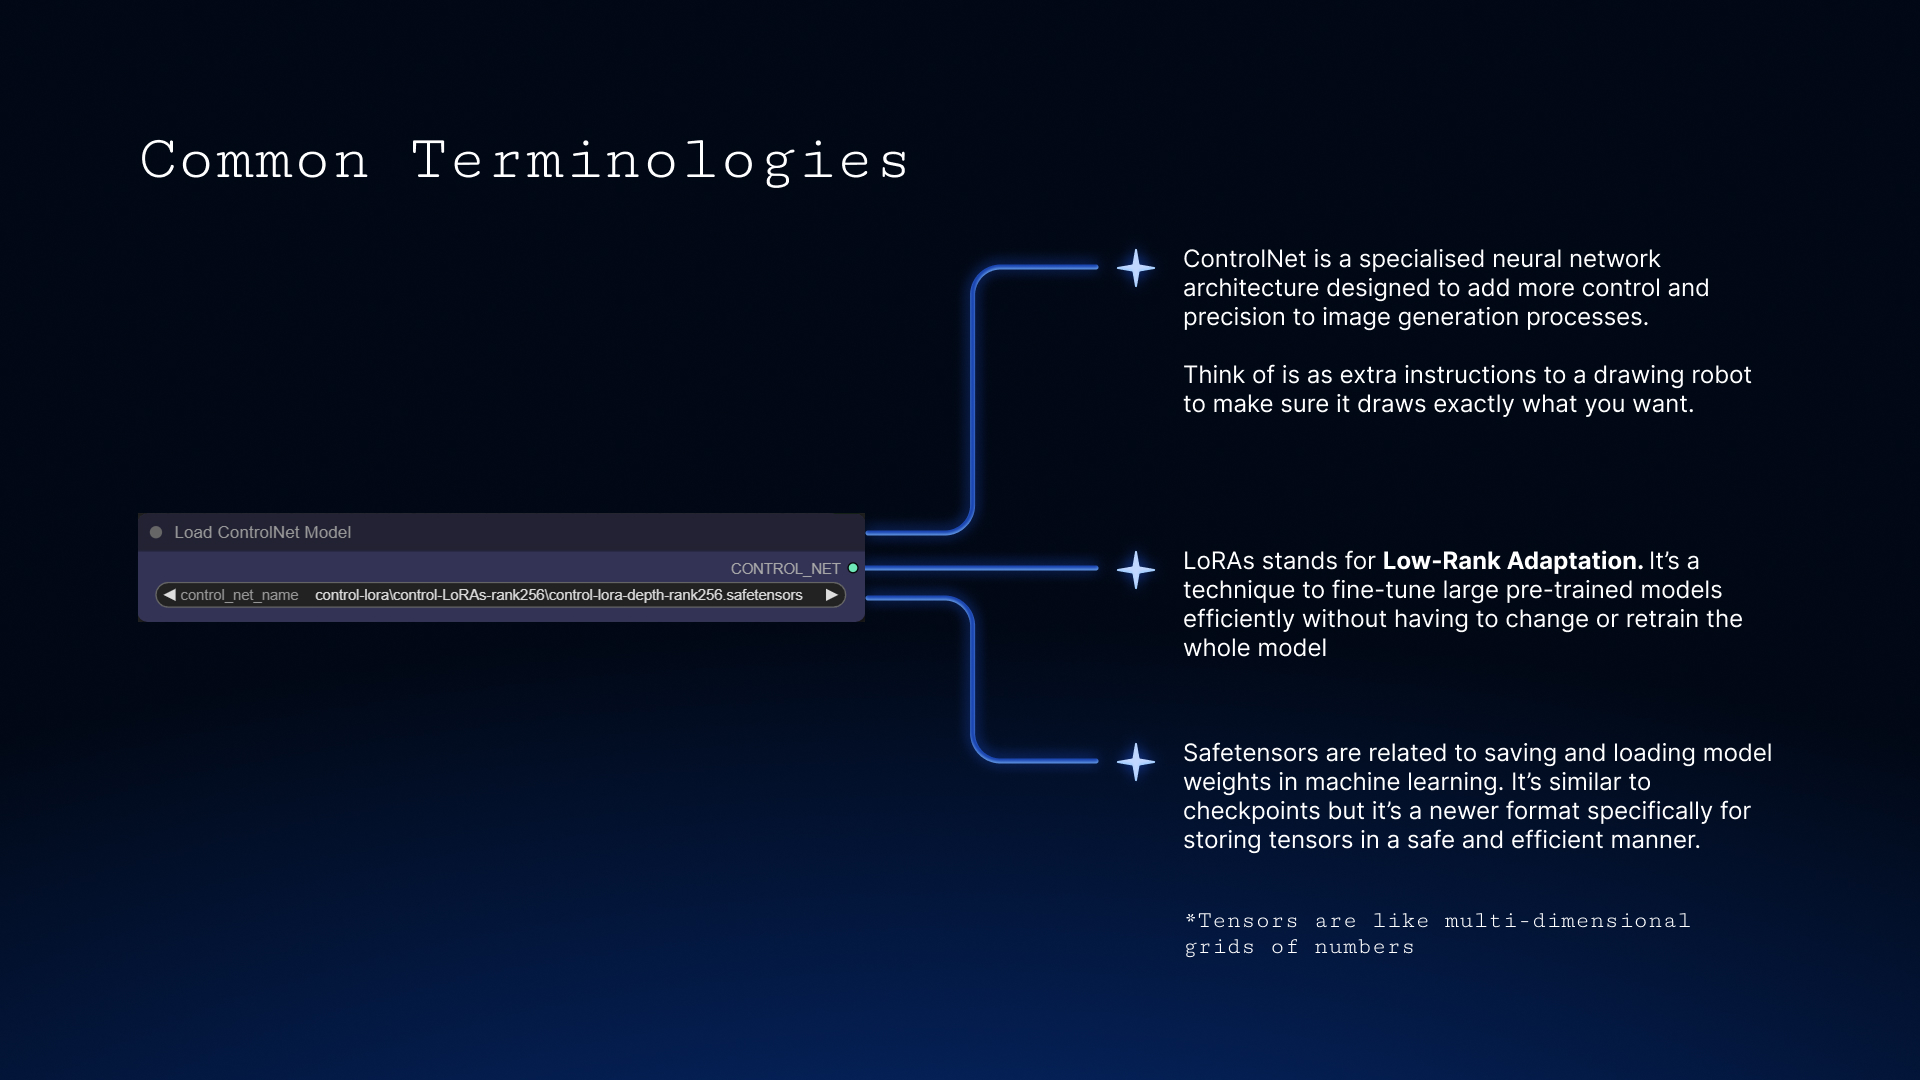 Common Terminologies
ControlNet is a specialised neural network
architecture designed to add more control and
precision to image generation processes.
Think of is as extra instructions to a drawing robot
to make sure it draws exactly what you want.
Load ControlNet Model
CONTROL_NET
control_net_name control-lora\control-LoRAs-rank256\control-lora-depth-rank256.safetensors
LoRAs stands for Low-Rank Adaptation. It’s a
technique to fine-tune large pre-trained models
efficiently without having to change or retrain the
whole model
Safetensors are related to saving and loading model
weights in machine learning. It’s similar to
checkpoints but it’s a newer format specifically for
storing tensors in a safe and efficient manner.
*Tensors are like multi-dimensional
grids of numbers